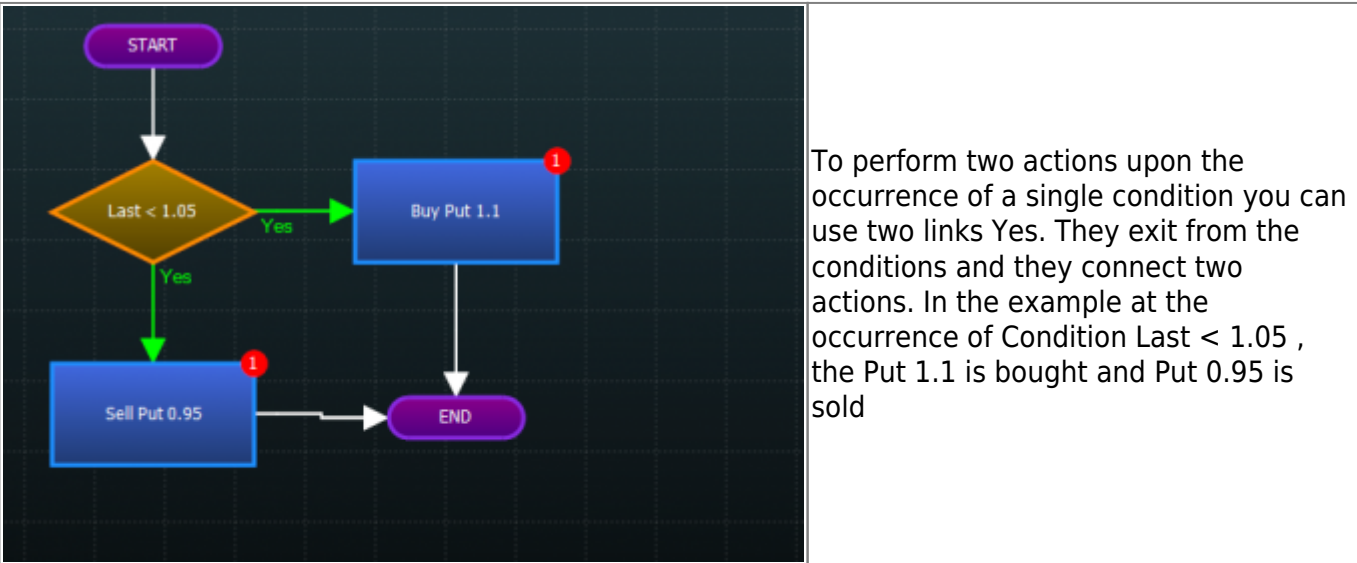 START
Last < 1.05
Yes
Buy Put 1.1
1
Yes
Sell Put 0.95
1
END
To perform two actions upon the
occurrence of a single condition you can
use two links Yes. They exit from the
conditions and they connect two
actions. In the example at the
occurrence of Condition Last < 1.05 ,
the Put 1.1 is bought and Put 0.95 is
sold